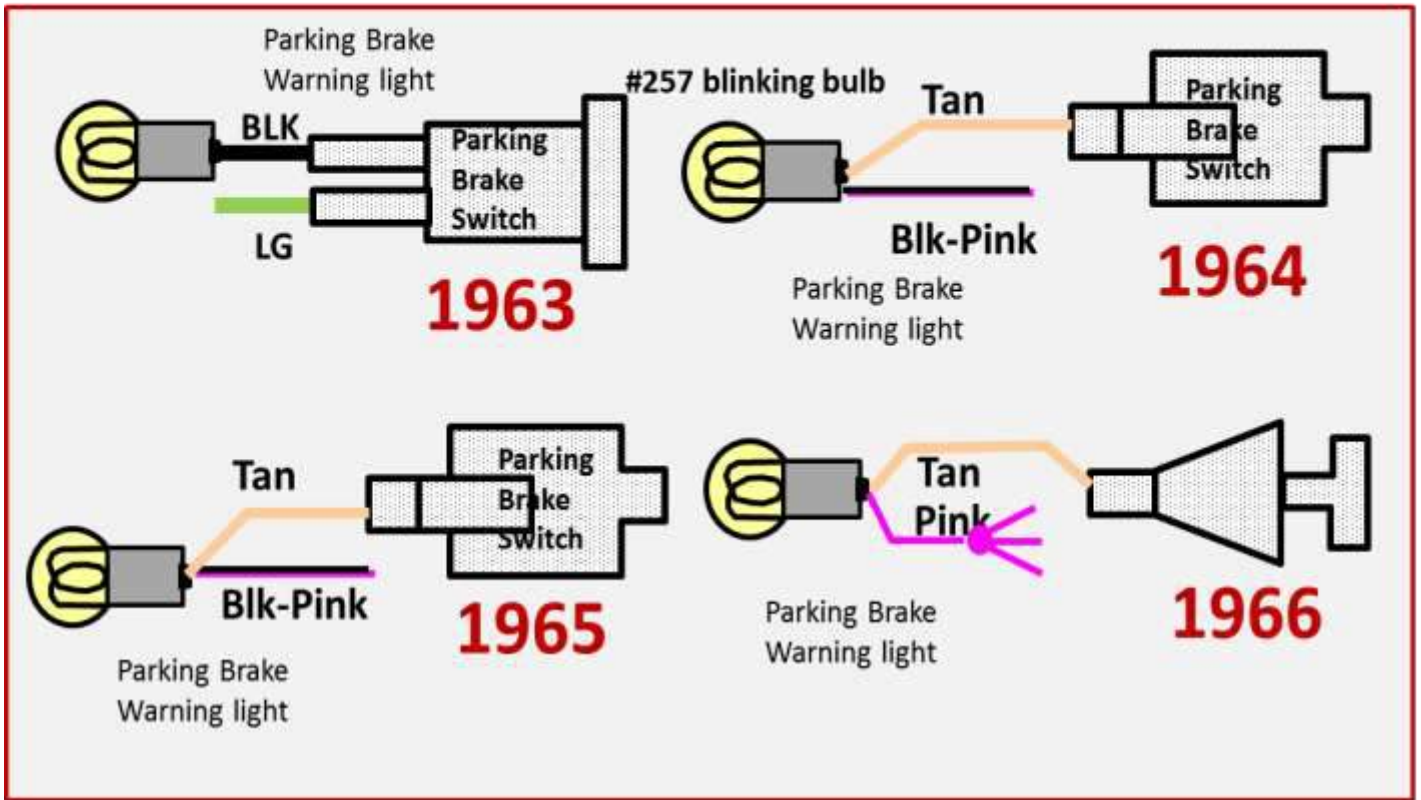 Parking Brake
Warning light
BLK
LG
Parking
Brake
Switch
1963
#257 blinking bulb
Tan
Blk-Pink
Parking Brake
Warning light
Parking
Brake
Switch
1964
Tan
Blk-Pink
Parking Brake
Warning light
Parking
Brake
Switch
1965
Tan
Pink
Parking Brake
Warning light
1966